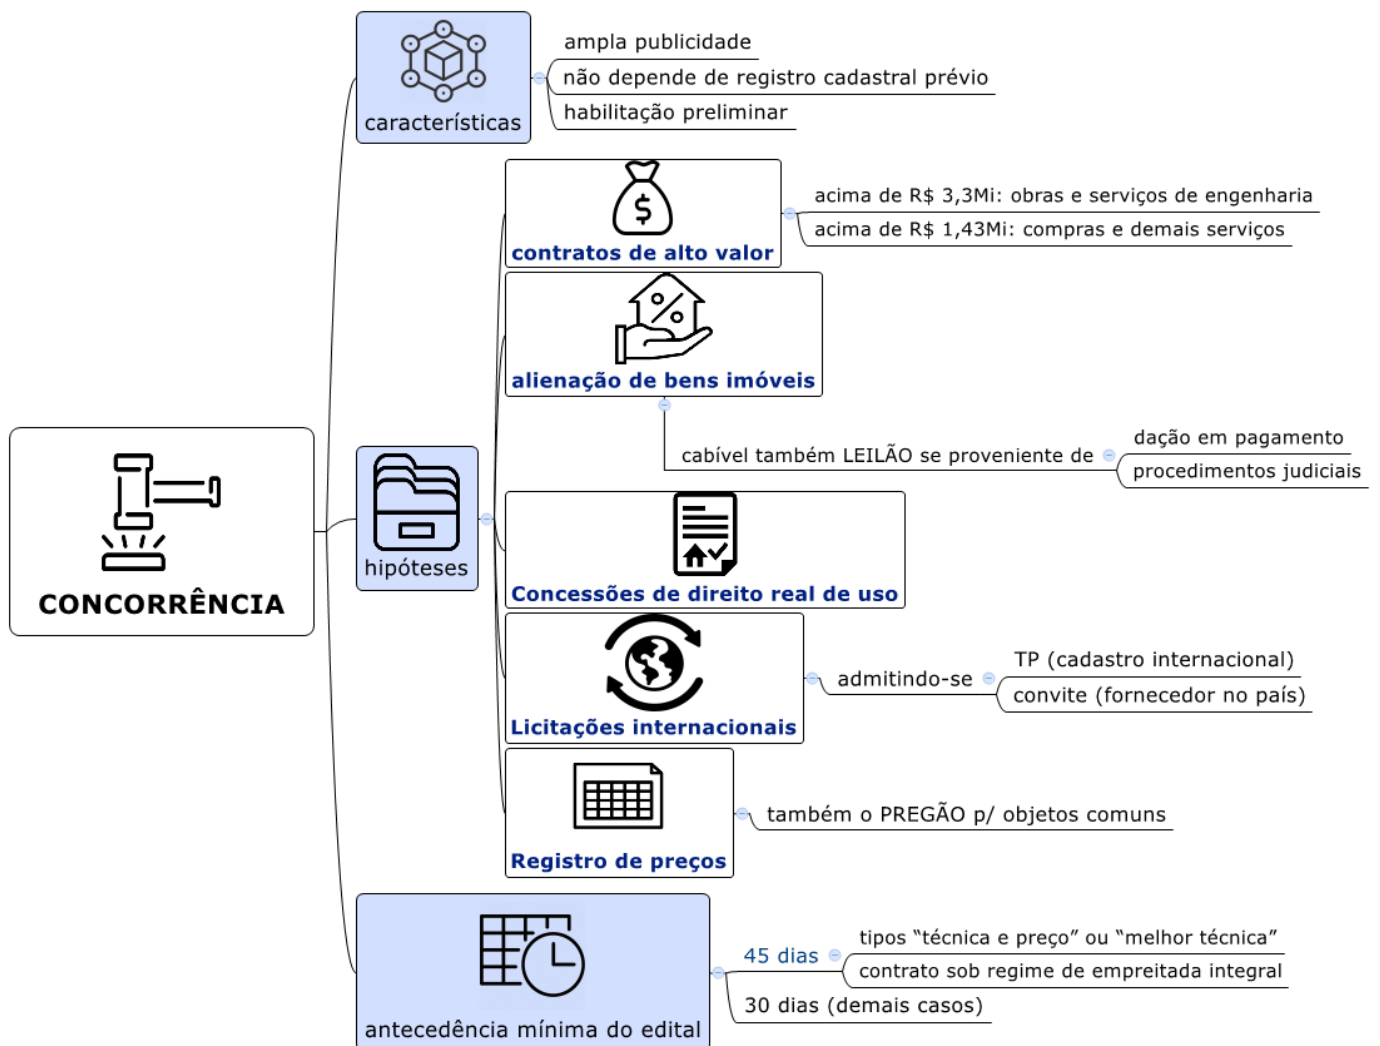 CONCORRÊNCIA
características
ampla publicidade
não depende de registro cadastral prévio
habilitação preliminar
hipóteses
$
contratos de alto valor
acima de R$ 3,3Mi: obras e serviços de engenharia
acima de R$ 1,43Mi: compras e demais serviços
%
alienação de bens imóveis
cabível também LEILÃO se proveniente de
dação em pagamento
procedimentos judiciais
Concessões de direito real de uso
Licitações internacionais
admitindo-se
TP (cadastro internacional)
convite (fornecedor no país)
Registro de preços
também o PREGÃO p/ objetos comuns
antecedência mínima do edital
45 dias
tipos “técnica e preço” ou “melhor técnica”
contrato sob regime de empreitada integral
30 dias (demais casos)